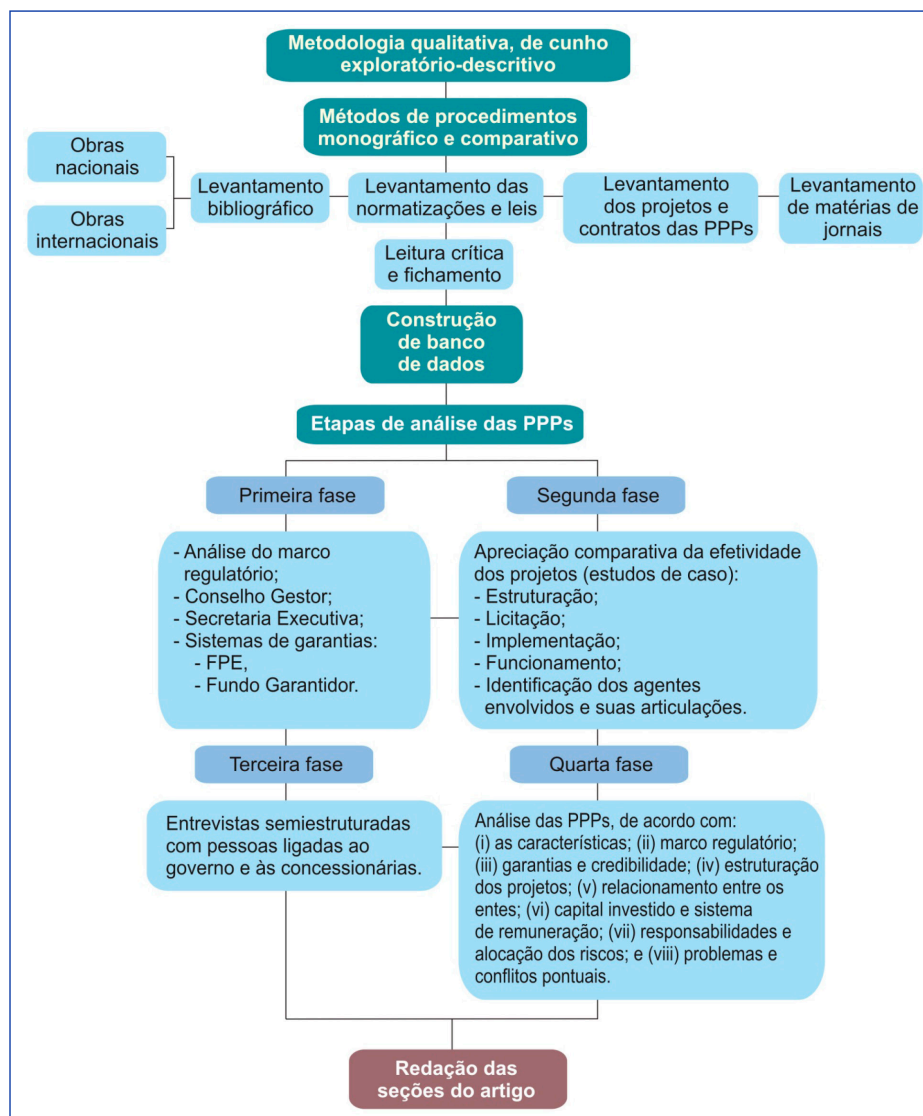 Metodologia qualitativa, de cunho
exploratório-descritivo
Métodos de procedimentos
monográfico e comparativo
Obras
nacionais
Obras
internacionais
Levantamento
bibliográfico
Levantamento das
normatizações e leis
Levantamento
dos projetos e
contratos das PPPs
Levantamento
de matérias de
jornais
Leitura crítica
e fichamento
Construção
de banco
de dados
Etapas de análise das PPPs
Primeira fase
- Análise do marco
regulatório;
- Conselho Gestor;
- Secretaria Executiva;
- Sistemas de garantias:
- FPE,
- Fundo Garantidor.
Segunda fase
Apreciação comparativa da efetividade
dos projetos (estudos de caso):
- Estruturação;
- Licitação;
- Implementação;
- Funcionamento;
- Identificação dos agentes
envolvidos e suas articulações.
Terceira fase
Entrevistas semiestruturadas
com pessoas ligadas ao
governo e às concessionárias.
Quarta fase
Análise das PPPs, de acordo com:
(i) as características; (ii) marco regulatório;
(iii) garantias e credibilidade; (iv) estruturação
dos projetos; (v) relacionamento entre os
entes; (vi) capital investido e sistema
de remuneração; (vii) responsabilidades e
alocação dos riscos; e (viii) problemas e
conflitos pontuais.
Redação das
seções do artigo